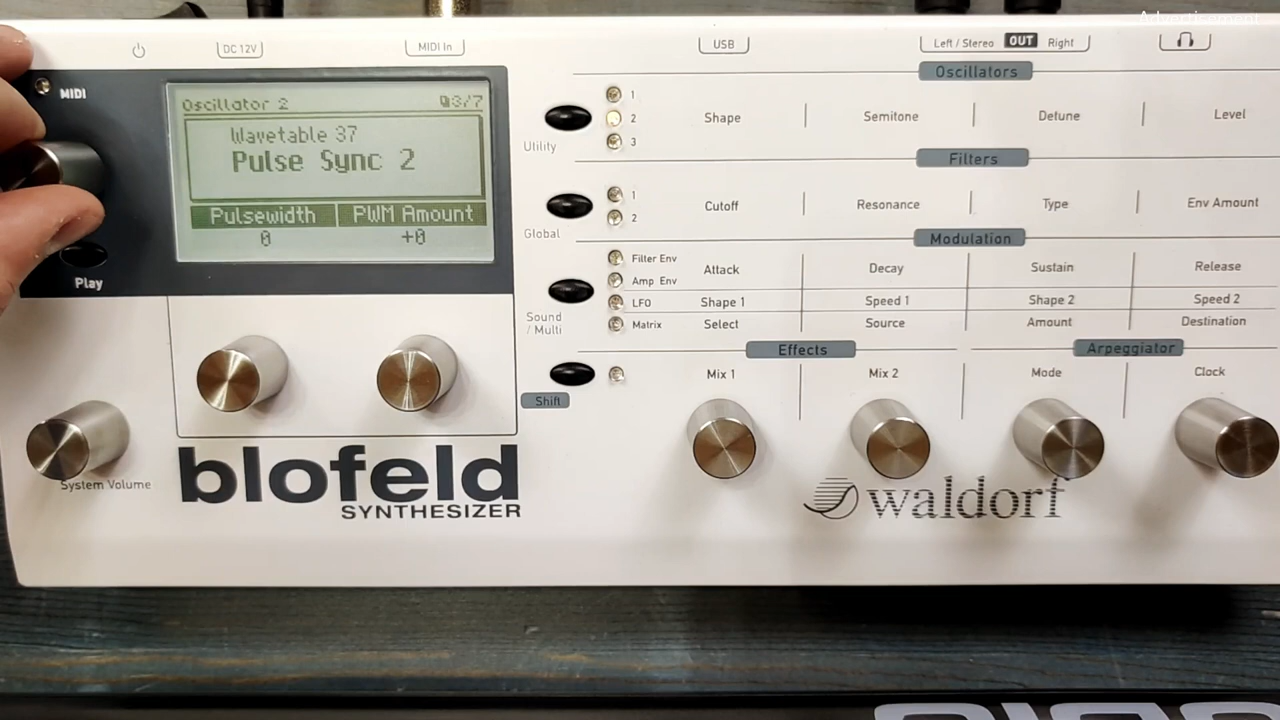 Advertisement
DC 12V
MIDI In
USB
Left / Stereo OUT Right
MIDI
Oscillator 2
3/7
Wavetable 37
Pulse Sync 2
Pulsewidth PWM Amount
0 +0
Play
System Volume
blofeld
SYNTHESIZER
Utility
Global
Sound
/ Multi
Shift
Oscillators
1
2
3
Shape Semitone Detune Level
Filters
1
2
Cutoff Resonance Type Env Amount
Modulation
Filter Env
Amp Env
Attack Decay Sustain Release
LFO Shape 1 Speed 1 Shape 2 Speed 2
Matrix Select Source Amount Destination
Effects Arpeggiator
Mix 1 Mix 2 Mode Clock
waldorf